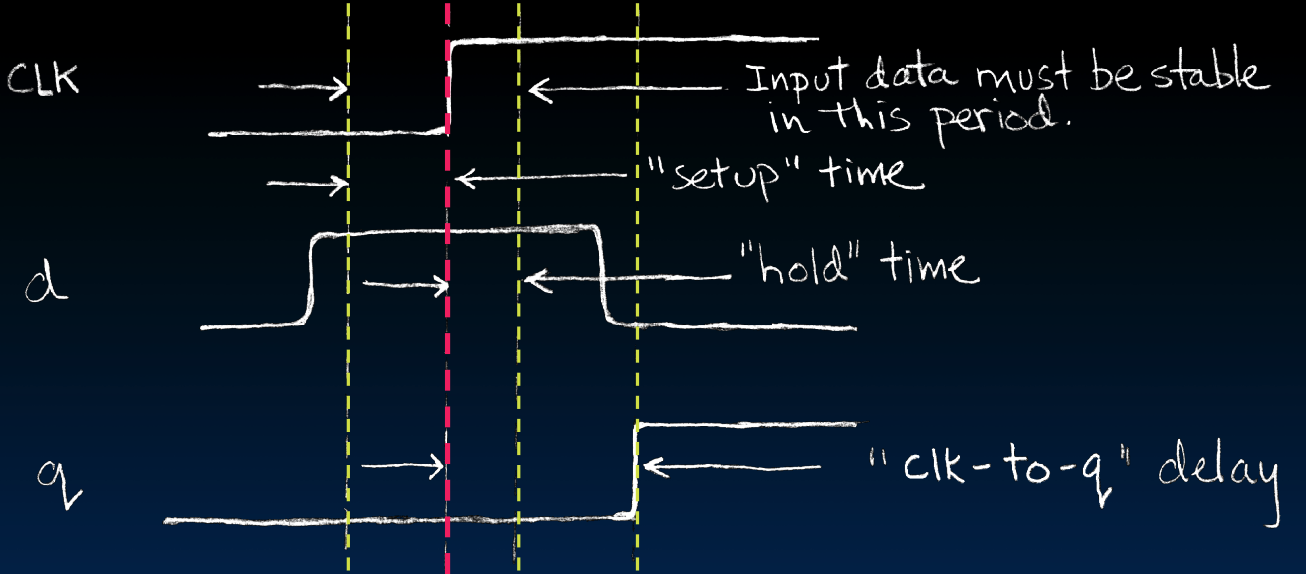 CLK
Input data must be stable
in this period.
"setup" time
d
"hold" time
q
"clk-to-q" delay